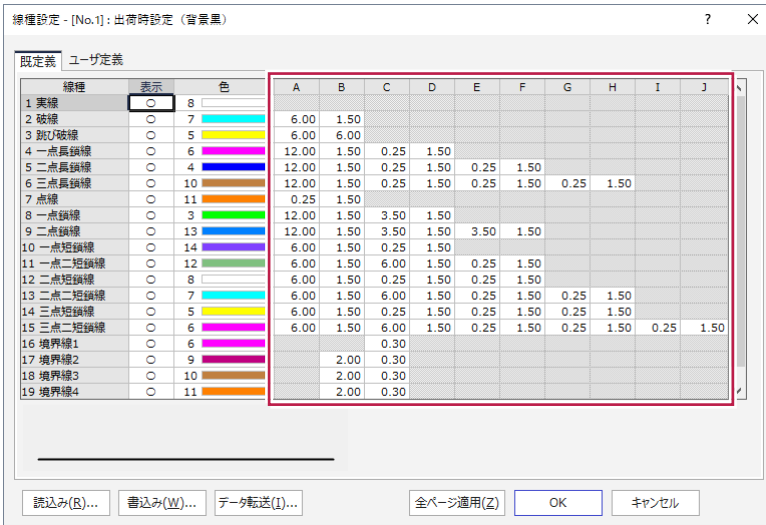 線種設定 - [No.1] : 出荷時設定（背景黒） ? ×
既定義 ユーザ定義
線種 表示 色 A B C D E F G H I J
1 実線 ○ 8
2 破線 ○ 7 6.00 1.50
3 跳び破線 ○ 5 6.00 6.00
4 一点長鎖線 ○ 6 12.00 1.50 0.25 1.50
5 二点長鎖線 ○ 4 12.00 1.50 0.25 1.50 0.25 1.50
6 三点長鎖線 ○ 10 12.00 1.50 0.25 1.50 0.25 1.50 0.25 1.50
7 点線 ○ 11 0.25 1.50
8 一点鎖線 ○ 3 12.00 1.50 3.50 1.50
9 二点鎖線 ○ 13 12.00 1.50 3.50 1.50 3.50 1.50
10 一点短鎖線 ○ 14 6.00 1.50 0.25 1.50
11 一点二短鎖線 ○ 12 6.00 1.50 6.00 1.50 0.25 1.50
12 二点短鎖線 ○ 8 6.00 1.50 0.25 1.50 0.25 1.50
13 二点二短鎖線 ○ 7 6.00 1.50 6.00 1.50 0.25 1.50 0.25 1.50
14 三点短鎖線 ○ 5 6.00 1.50 0.25 1.50 0.25 1.50 0.25 1.50
15 三点二短鎖線 ○ 6 6.00 1.50 6.00 1.50 0.25 1.50 0.25 1.50 0.25 1.50
16 境界線1 ○ 6 0.30
17 境界線2 ○ 9 2.00 0.30
18 境界線3 ○ 10 2.00 0.30
19 境界線4 ○ 11 2.00 0.30
読込み(R)... 書込み(W)... データ転送(I)... 全ページ適用(Z) OK キャンセル